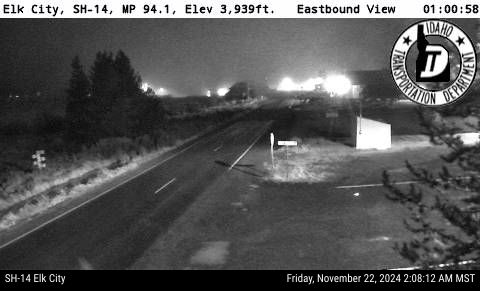 Elk City, SH-14, MP 94.1, Elev 3,939ft. Eastbound View 01:00:58
IDAHO
TRANSPORTATION DEPARTMENT
SH-14 Elk City Friday, November 22, 2024 2:08:12 AM MST